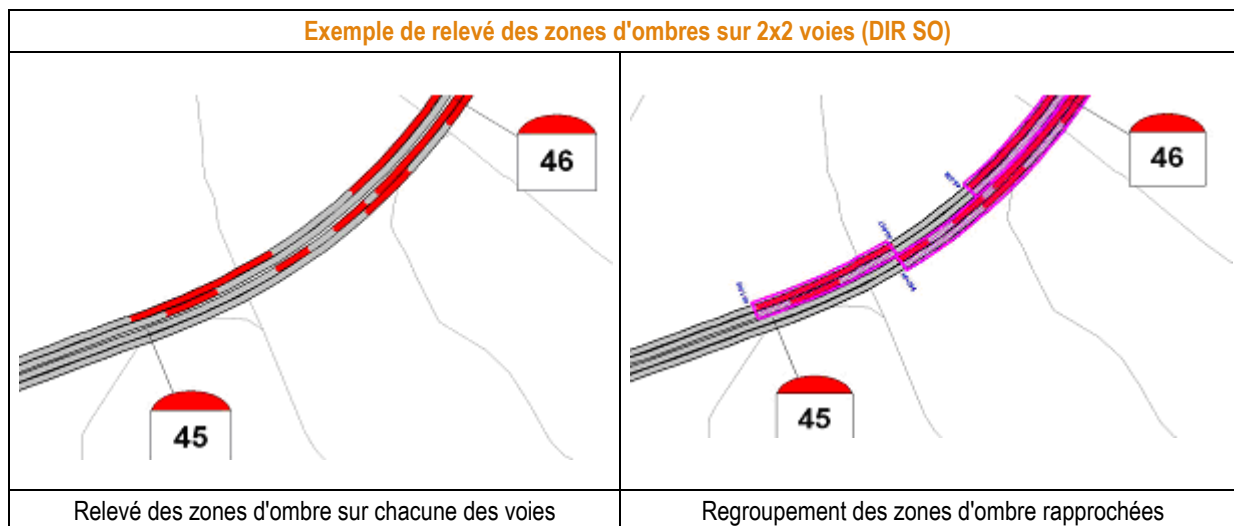 Exemple de relevé des zones d'ombres sur 2x2 voies (DIR SO)
46
45
46
45
Relevé des zones d'ombre sur chacune des voies
Regroupement des zones d'ombre rapprochées